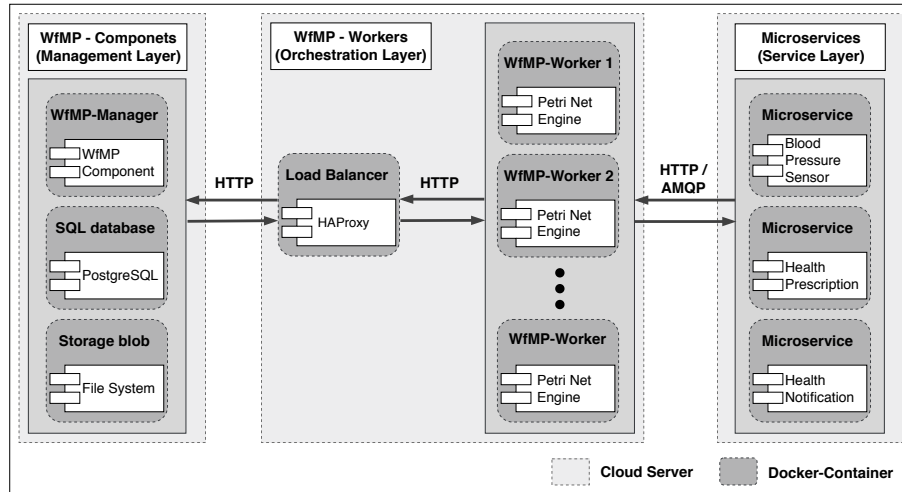 WfMP - Componets
(Management Layer)
WfMP-Manager
WfMP
Component
SQL database
PostgreSQL
Storage blob
File System
HTTP
WfMP - Workers
(Orchestration Layer)
Load Balancer
HAProxy
HTTP
WfMP-Worker 1
Petri Net
Engine
WfMP-Worker 2
Petri Net
Engine
WfMP-Worker
Petri Net
Engine
HTTP /
AMQP
Microservices
(Service Layer)
Microservice
Blood
Pressure
Sensor
Microservice
Health
Prescription
Microservice
Health
Notification
Cloud Server
Docker-Container